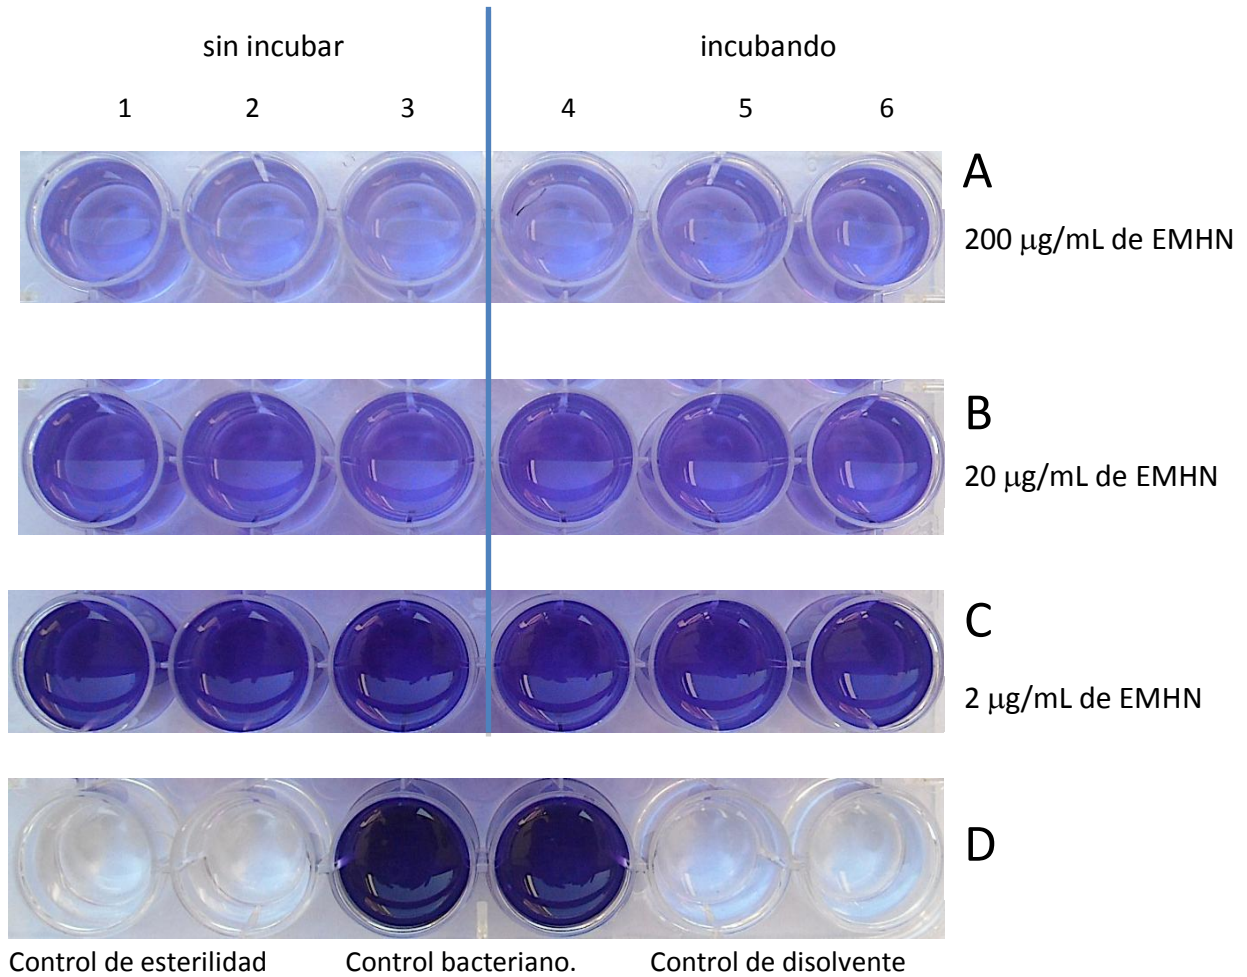 sin incubar incubando
1 2 3 4 5 6
A
200 μg/mL de EMHN
B
20 μg/mL de EMHN
C
2 μg/mL de EMHN
D
Control de esterilidad Control bacteriano. Control de disolvente